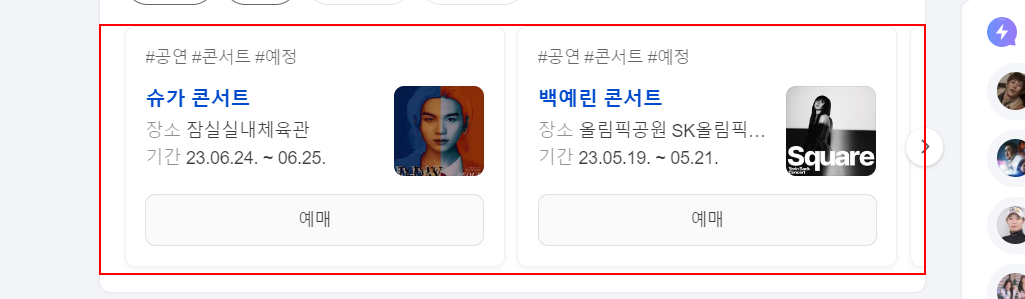 #공연 #콘서트 #예정
슈가 콘서트
장소 잠실실내체육관
기간 23.06.24. ~ 06.25.
예매
#공연 #콘서트 #예정
백예린 콘서트
장소 올림픽공원 SK올림픽...
기간 23.05.19. ~ 05.21.
Square
Yerin Baek
Concert
예매